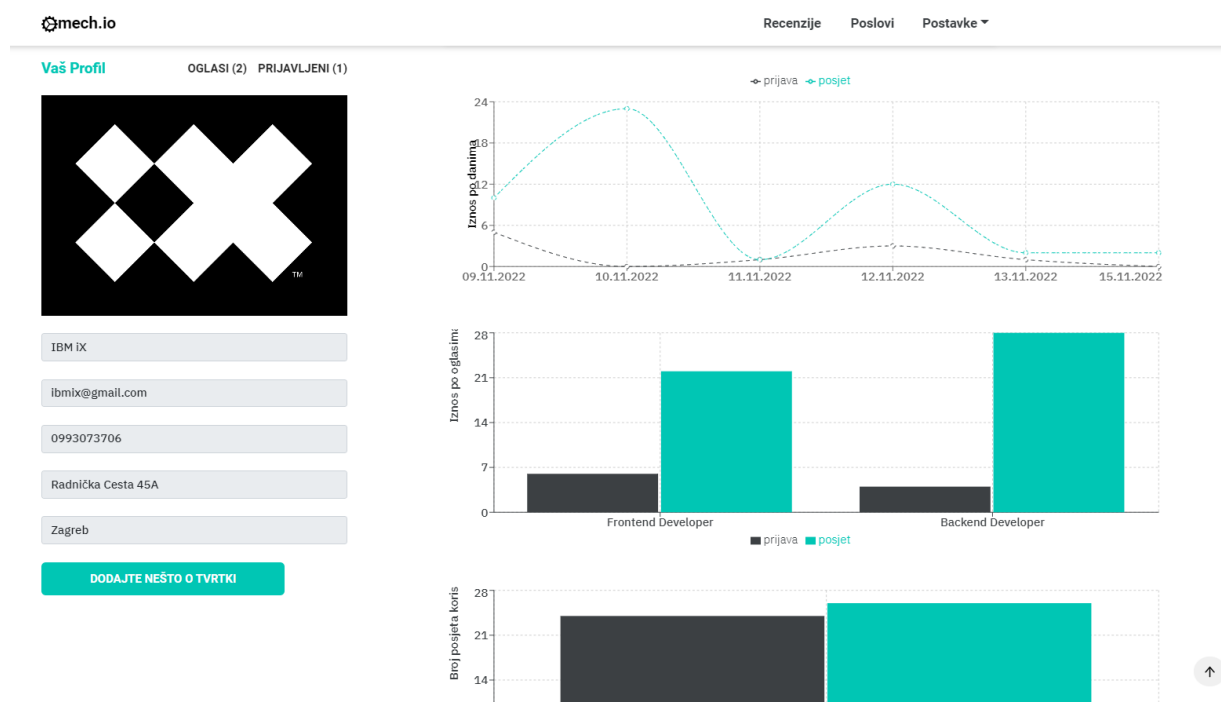 mech.io
Recenzije Poslovi Postavke
Vaš Profil OGLASI (2) PRIJAVLJENI (1)
TM
IBM iX
ibmix@gmail.com
0993073706
Radnička Cesta 45A
Zagreb
DODAJTE NEŠTO O TVRTKI
prijava posjet
Iznos po danima
24
18
12
6
0
09.11.2022 10.11.2022 11.11.2022 12.11.2022 13.11.2022 15.11.2022
Iznos po oglasima
28
21
14
7
0
Frontend Developer Backend Developer
prijava posjet
Broj posjeta koris
28
21
14